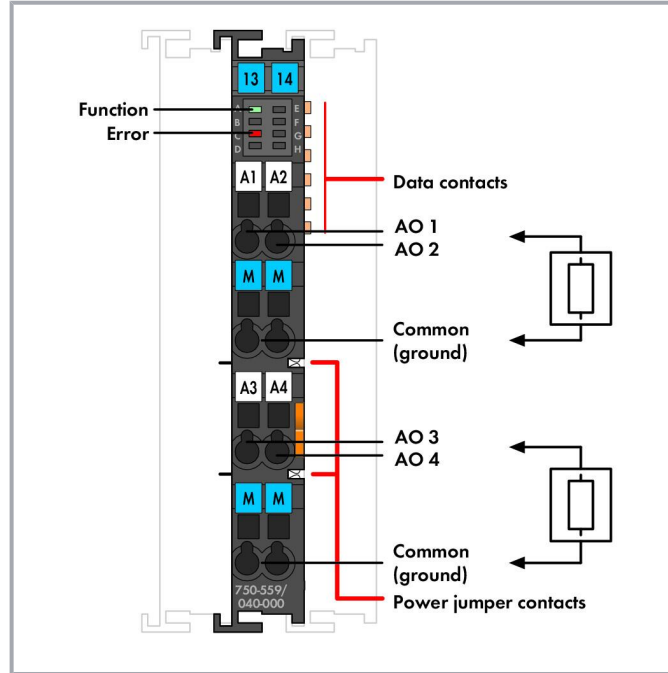 13 14
Function
A E
B F
Error
C G
D H
A1 A2
Data contacts
AO 1
AO 2
M M
Common
(ground)
A3 A4
AO 3
AO 4
M M
Common
(ground)
750-559/
040-000
Power jumper contacts